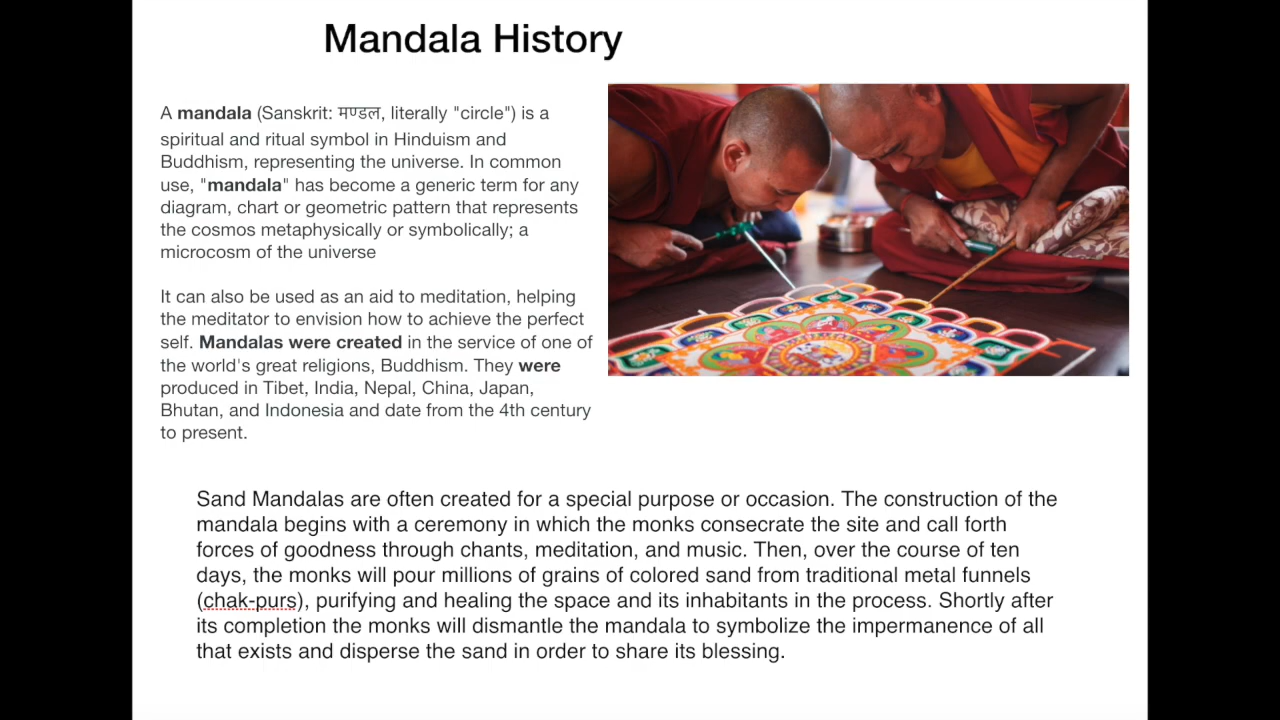 Mandala History
A mandala (Sanskrit: मण्डल, literally "circle") is a
spiritual and ritual symbol in Hinduism and
Buddhism, representing the universe. In common
use, "mandala" has become a generic term for any
diagram, chart or geometric pattern that represents
the cosmos metaphysically or symbolically; a
microcosm of the universe
It can also be used as an aid to meditation, helping
the meditator to envision how to achieve the perfect
self. Mandalas were created in the service of one of
the world's great religions, Buddhism. They were
produced in Tibet, India, Nepal, China, Japan,
Bhutan, and Indonesia and date from the 4th century
to present.
Sand Mandalas are often created for a special purpose or occasion. The construction of the
mandala begins with a ceremony in which the monks consecrate the site and call forth
forces of goodness through chants, meditation, and music. Then, over the course of ten
days, the monks will pour millions of grains of colored sand from traditional metal funnels
(chak-purs), purifying and healing the space and its inhabitants in the process. Shortly after
its completion the monks will dismantle the mandala to symbolize the impermanence of all
that exists and disperse the sand in order to share its blessing.